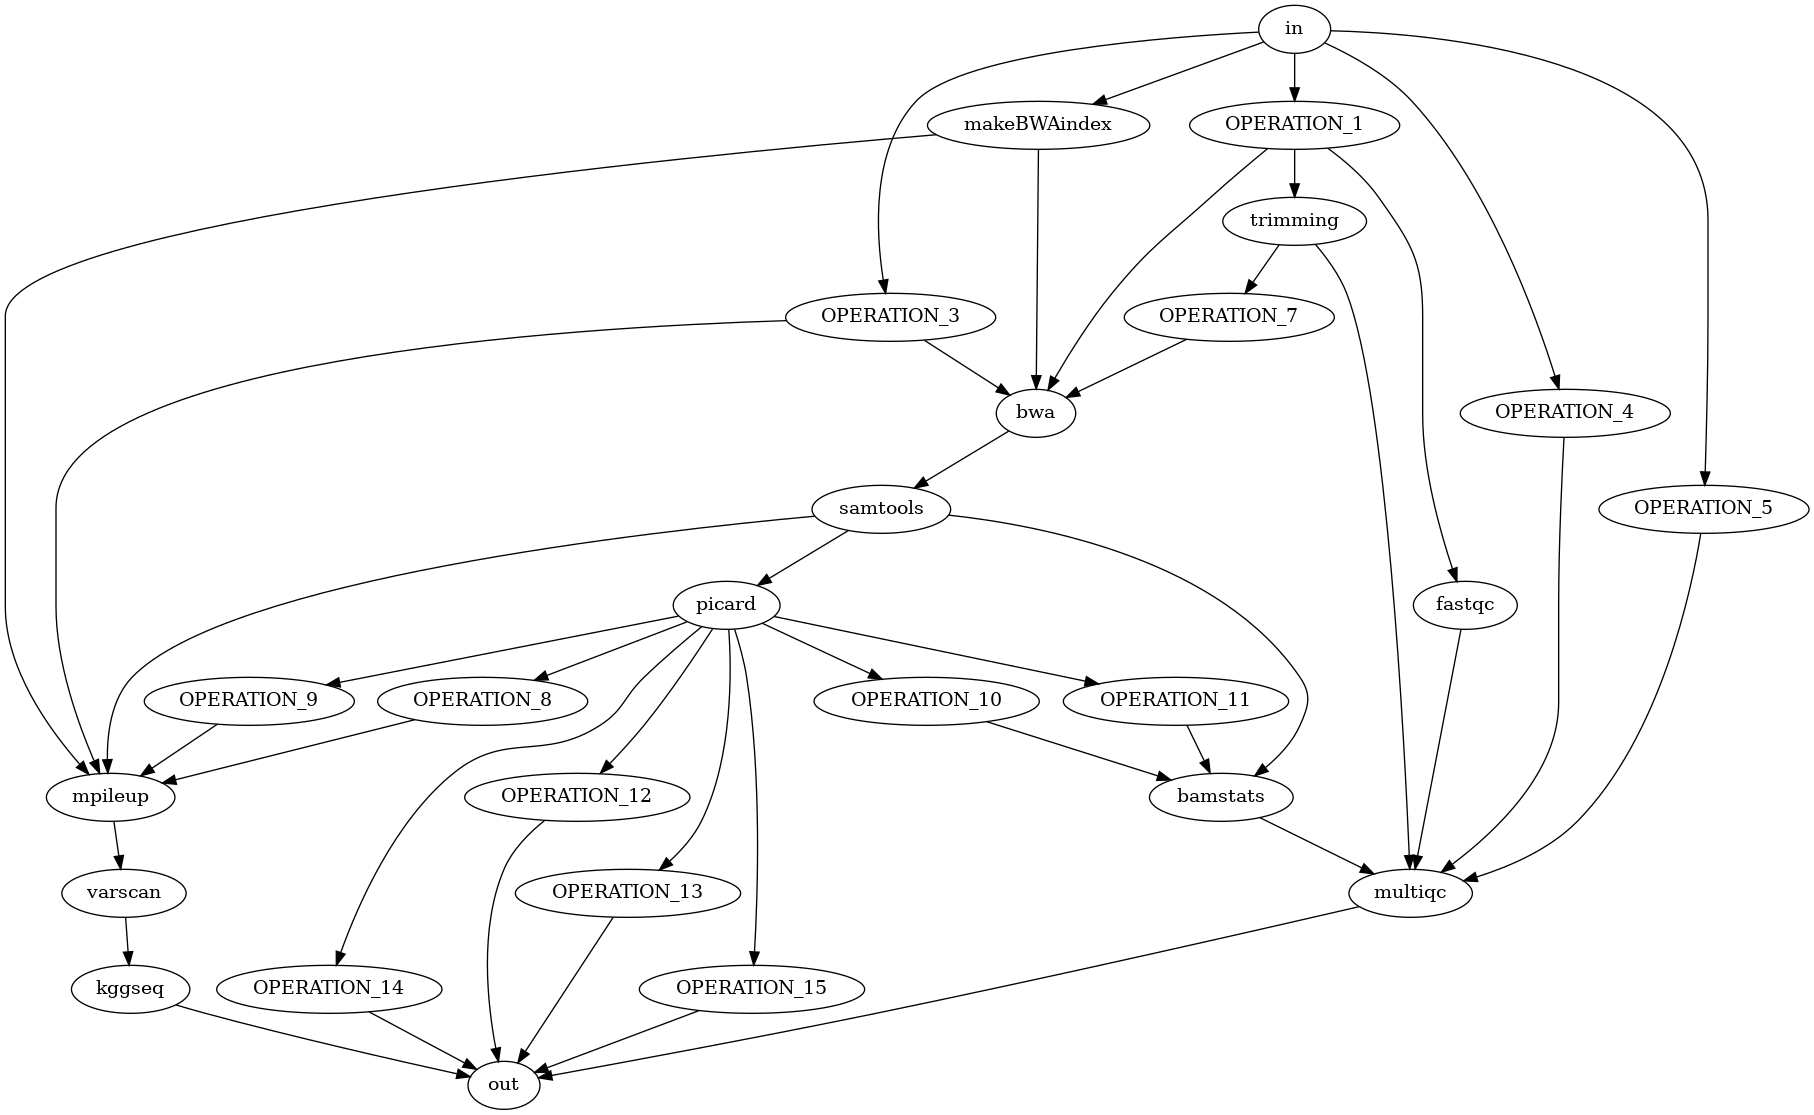 in
makeBWAindex
OPERATION_1
trimming
OPERATION_3
OPERATION_7
bwa
OPERATION_4
samtools
OPERATION_5
picard
fastqc
OPERATION_9
OPERATION_8
OPERATION_10
OPERATION_11
mpileup
OPERATION_12
bamstats
varscan
OPERATION_13
multiqc
kggseq
OPERATION_14
OPERATION_15
out